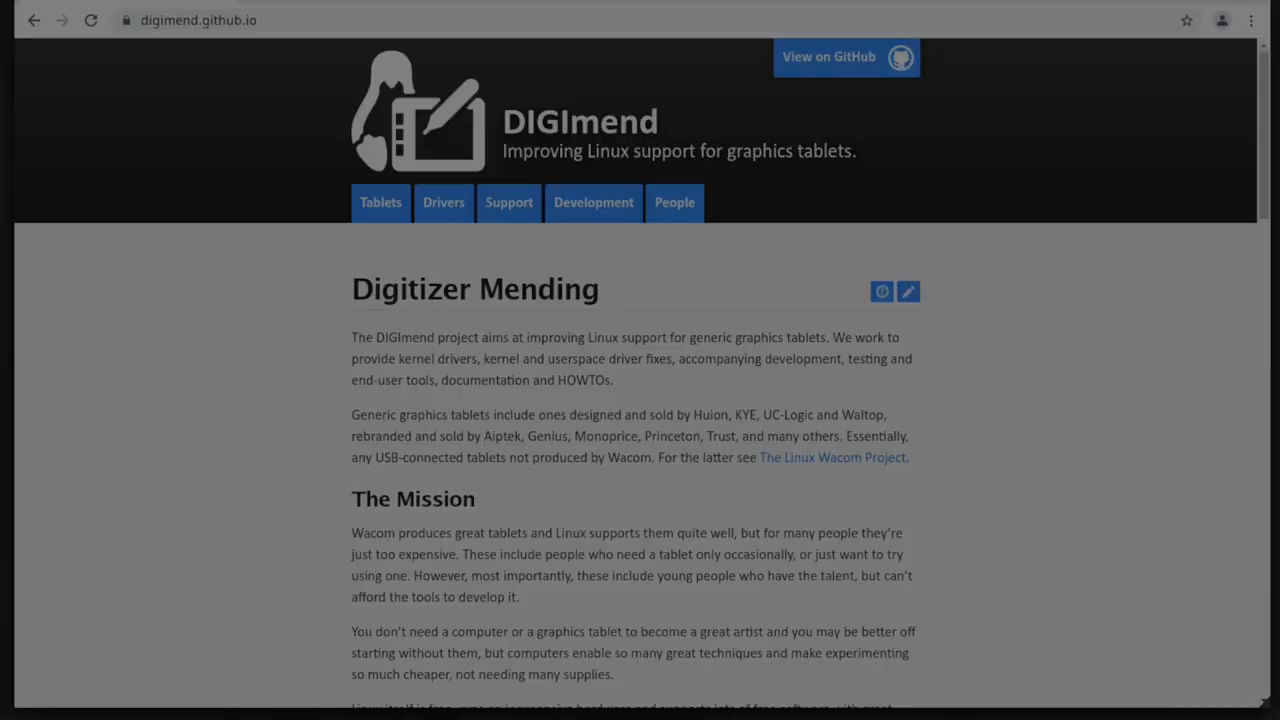 digimend.github.io
View on GitHub
DIGImend
Improving Linux support for graphics tablets.
Tablets
Drivers
Support
Development
People
Digitizer Mending
The DIGImend project aims at improving Linux support for generic graphics tablets. We work to
provide kernel drivers, kernel and userspace driver fixes, accompanying development, testing and
end-user tools, documentation and HOWTOs.
Generic graphics tablets include ones designed and sold by Huion, KYE, UC-Logic and Waltop,
rebranded and sold by Aiptek, Genius, Monoprice, Princeton, Trust, and many others. Essentially,
any USB-connected tablets not produced by Wacom. For the latter see The Linux Wacom Project.
The Mission
Wacom produces great tablets and Linux supports them quite well, but for many people they're
just too expensive. These include people who need a tablet only occasionally, or just want to try
using one. However, most importantly, these include young people who have the talent, but can't
afford the tools to develop it.
You don't need a computer or a graphics tablet to become a great artist and you may be better off
starting without them, but computers enable so many great techniques and make experimenting
so much cheaper, not needing many supplies.